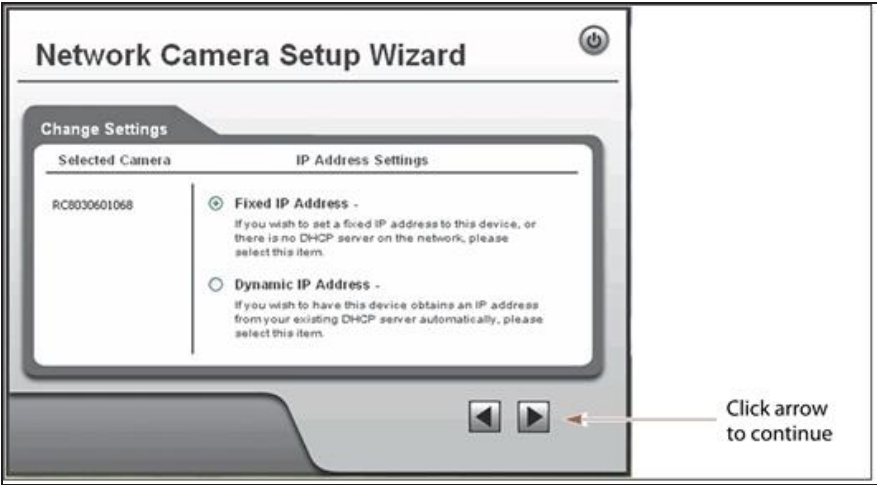 Network Camera Setup Wizard
Change Settings
Selected Camera
IP Address Settings
RC8030601068
Fixed IP Address -
If you wish to set a fixed IP address to this device, or
there is no DHCP server on the network, please
select this item.
Dynamic IP Address -
If you wish to have this device obtains an IP address
from your existing DHCP server automatically, please
select this item.
Click arrow
to continue